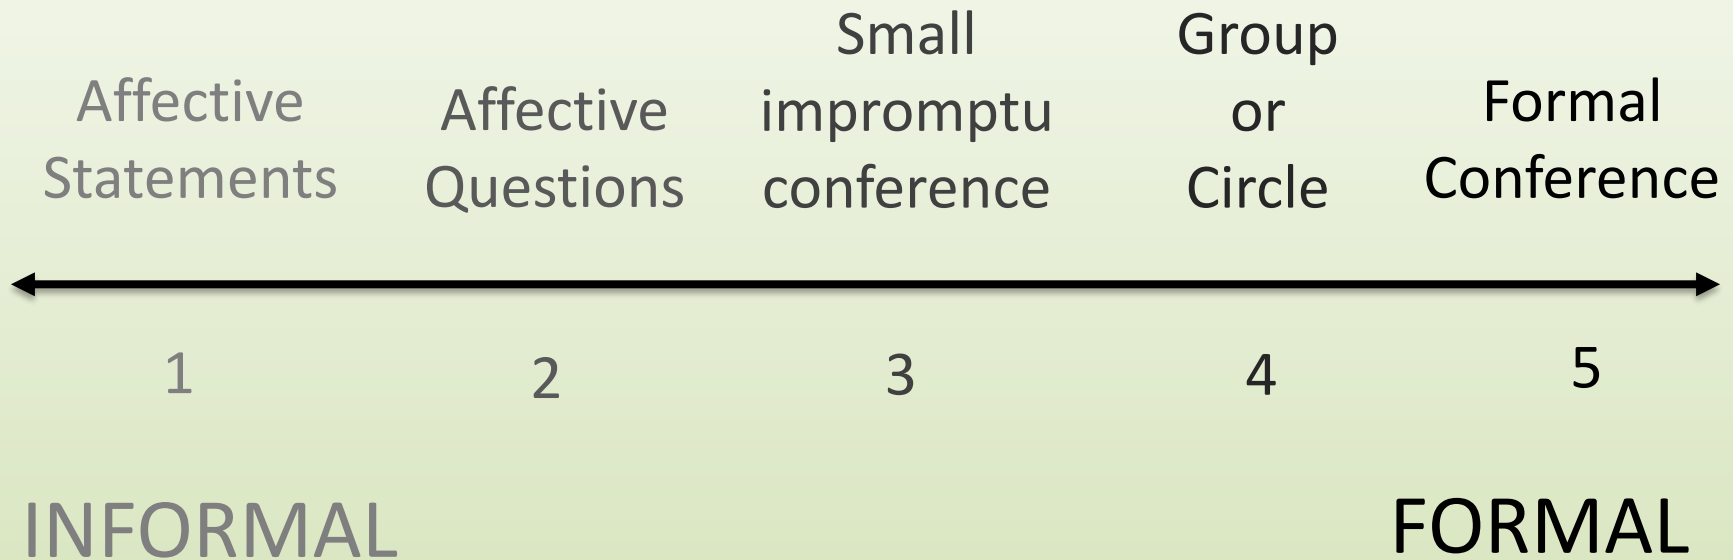 Affective
Statements
Affective
Questions
Small
impromptu
conference
Group
or
Circle
Formal
Conference
1
2
3
4
5
INFORMAL
FORMAL